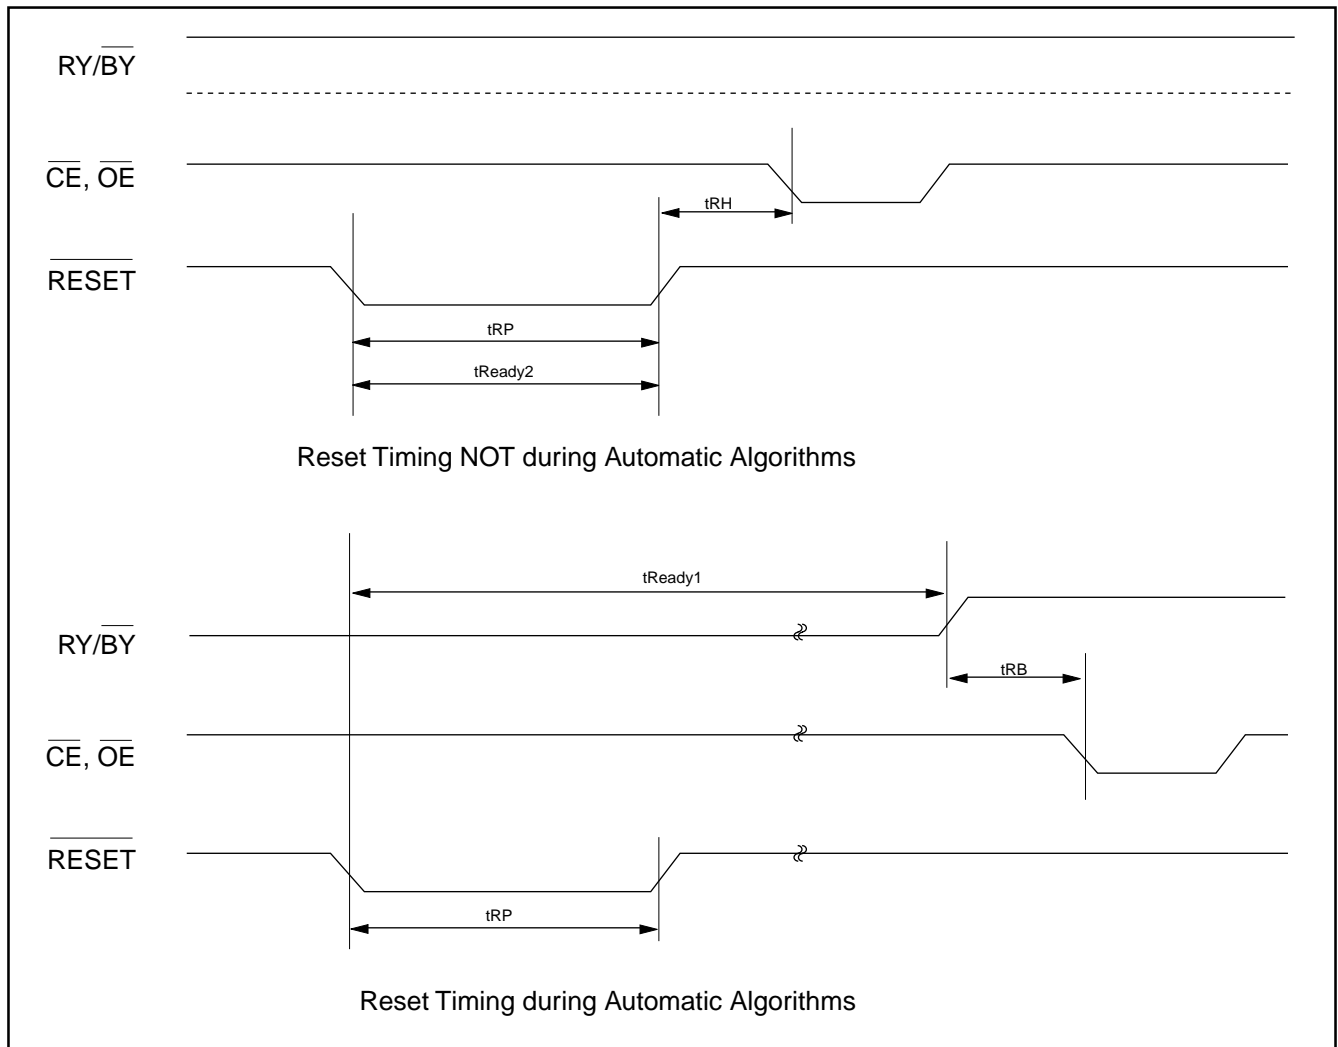 RY/BY
CE, OE
tRH
RESET
tRP
tReady2
Reset Timing NOT during Automatic Algorithms
tReady1
RY/BY
tRB
CE, OE
RESET
tRP
Reset Timing during Automatic Algorithms